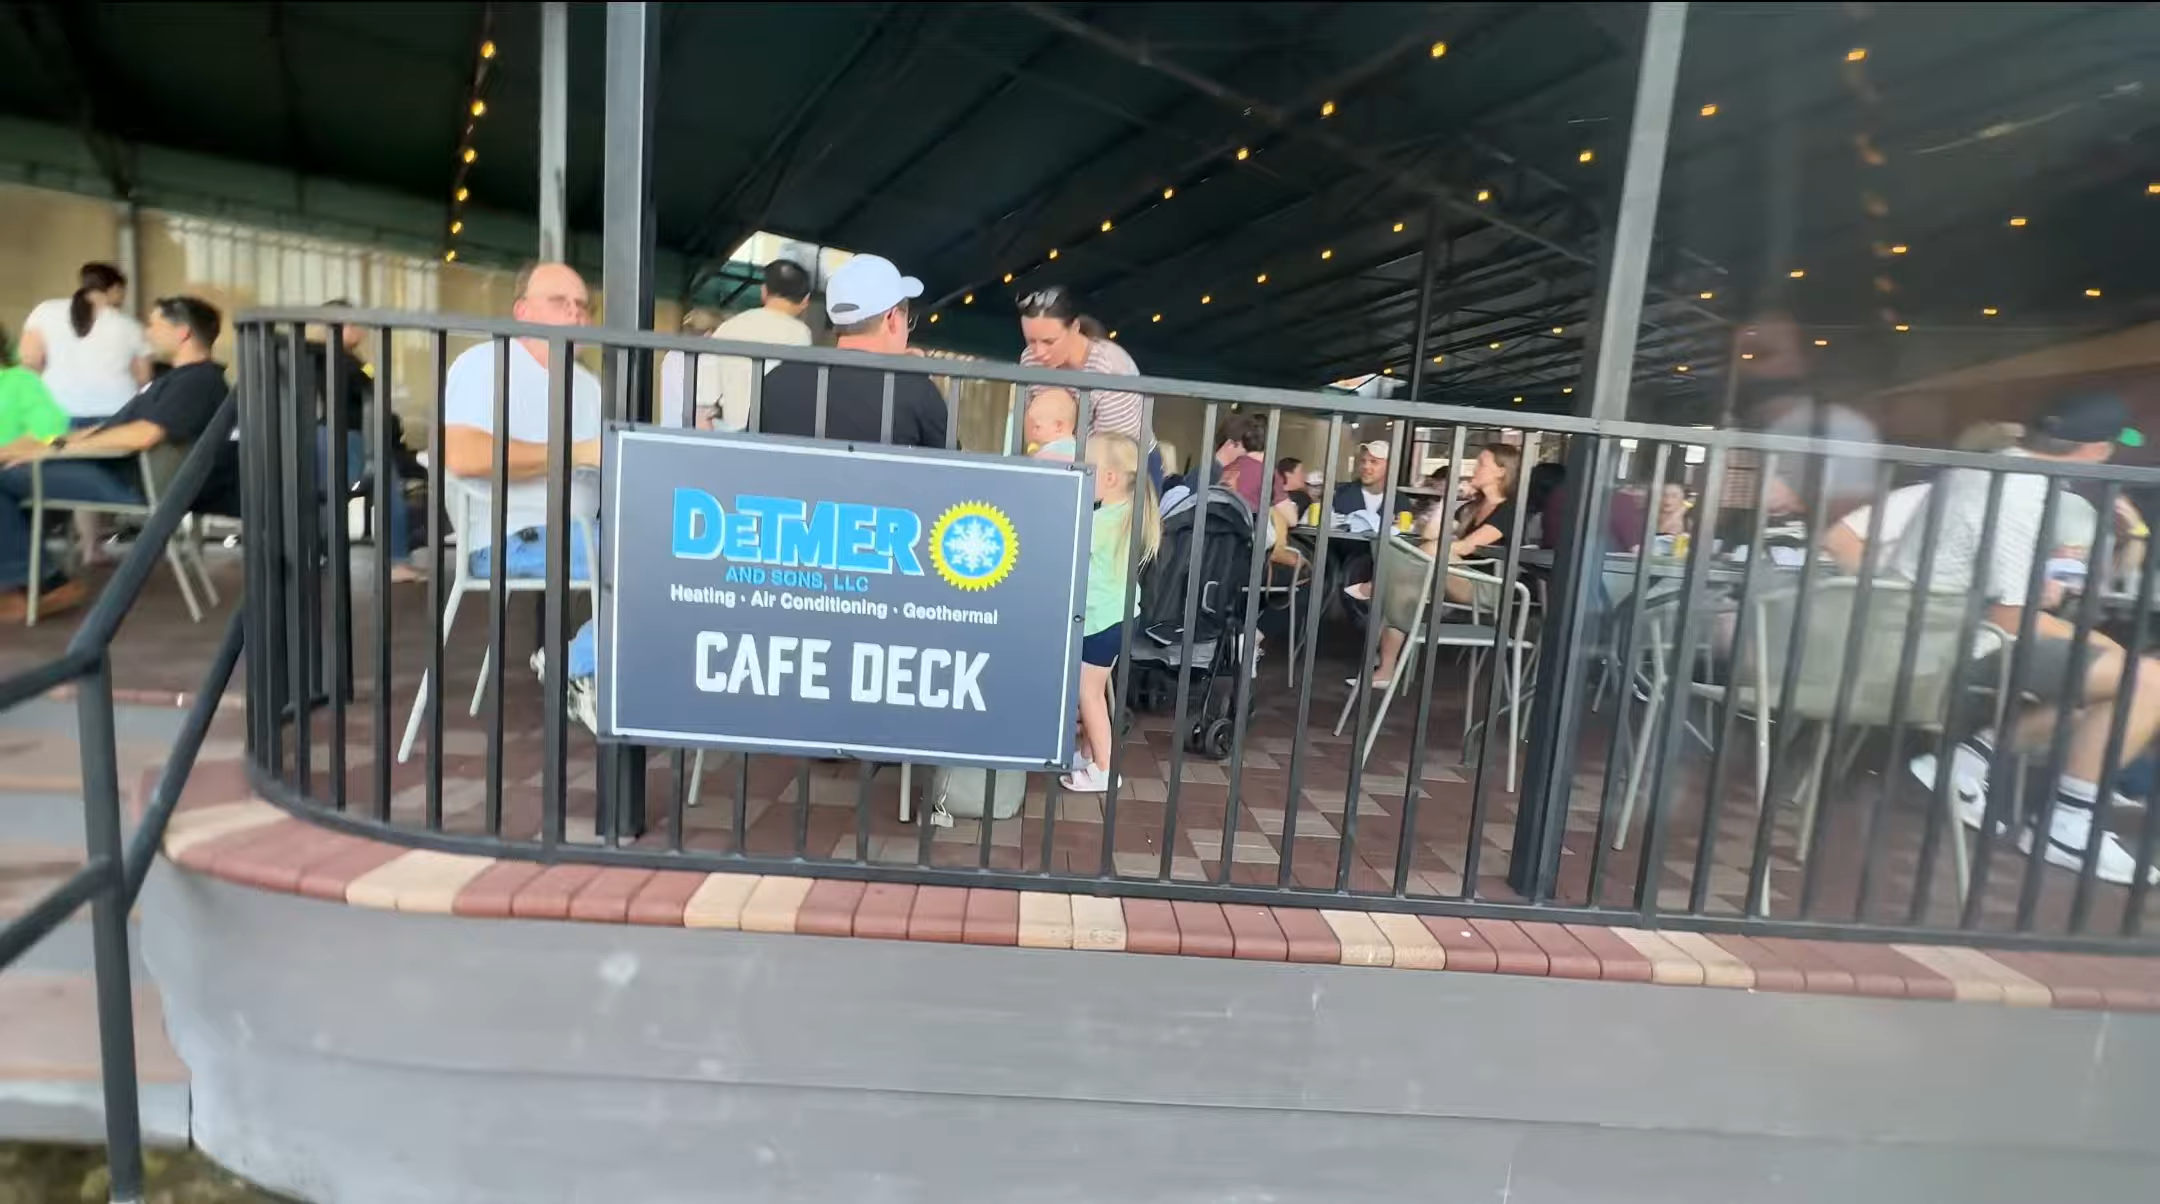 DeTMER
AND SONS, LLC
Heating · Air Conditioning · Geothermal
CAFE DECK